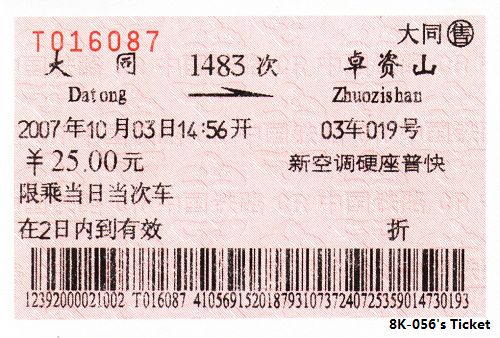 T016087 大同㊝售
大同 1483次 卓资山
Datong Zhuozishan
2007年10月03日14:56开 03车019号
¥25.00元 新空调硬座普快
限乘当日当次车
在2日内到有效 折
12392000021002 T016087 41056915201879310737240725359014730193
8K-056's Ticket